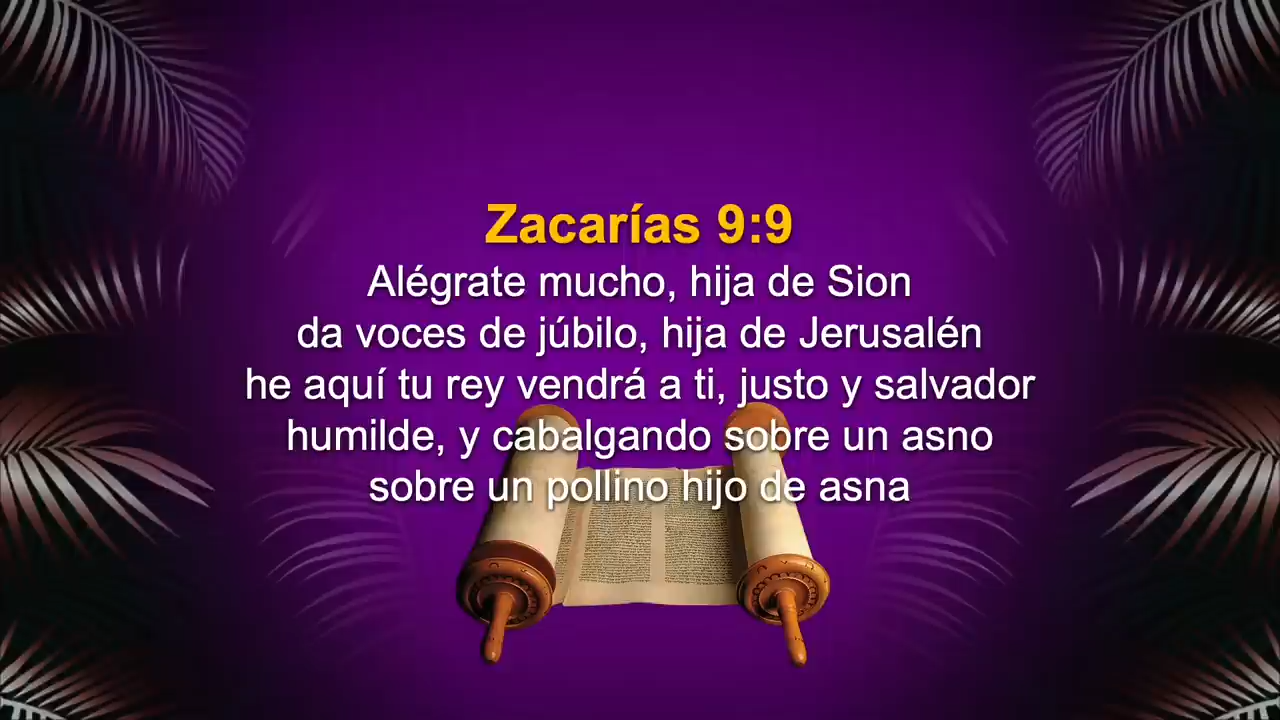 Zacarías 9:9
Alégrate mucho, hija de Sion
da voces de júbilo, hija de Jerusalén
he aquí tu rey vendrá a ti, justo y salvador
humilde, y cabalgando sobre un asno
sobre un pollino hijo de asna